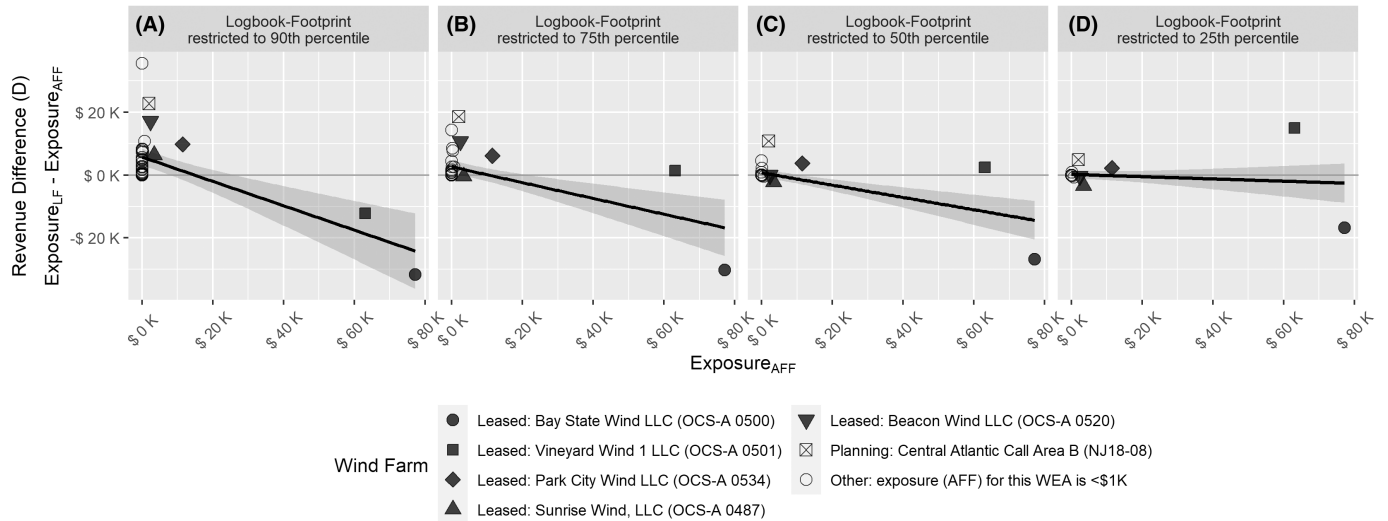 (A) Logbook-Footprint
restricted to 90th percentile
(B) Logbook-Footprint
restricted to 75th percentile
(C) Logbook-Footprint
restricted to 50th percentile
(D) Logbook-Footprint
restricted to 25th percentile
Revenue Difference (D)
Exposure_LF - Exposure_AFF
$ 20 K
$ 0 K
-$ 20 K
$ 0 K
$ 20 K
$ 40 K
$ 60 K
$ 80 K
$ 0 K
$ 20 K
$ 40 K
$ 60 K
$ 80 K
$ 0 K
$ 20 K
$ 40 K
$ 60 K
$ 80 K
$ 0 K
$ 20 K
$ 40 K
$ 60 K
$ 80 K
Exposure_AFF
Wind Farm
Leased: Bay State Wind LLC (OCS-A 0500)
Leased: Vineyard Wind 1 LLC (OCS-A 0501)
Leased: Park City Wind LLC (OCS-A 0534)
Leased: Sunrise Wind, LLC (OCS-A 0487)
Leased: Beacon Wind LLC (OCS-A 0520)
Planning: Central Atlantic Call Area B (NJ18-08)
Other: exposure (AFF) for this WEA is <$1K